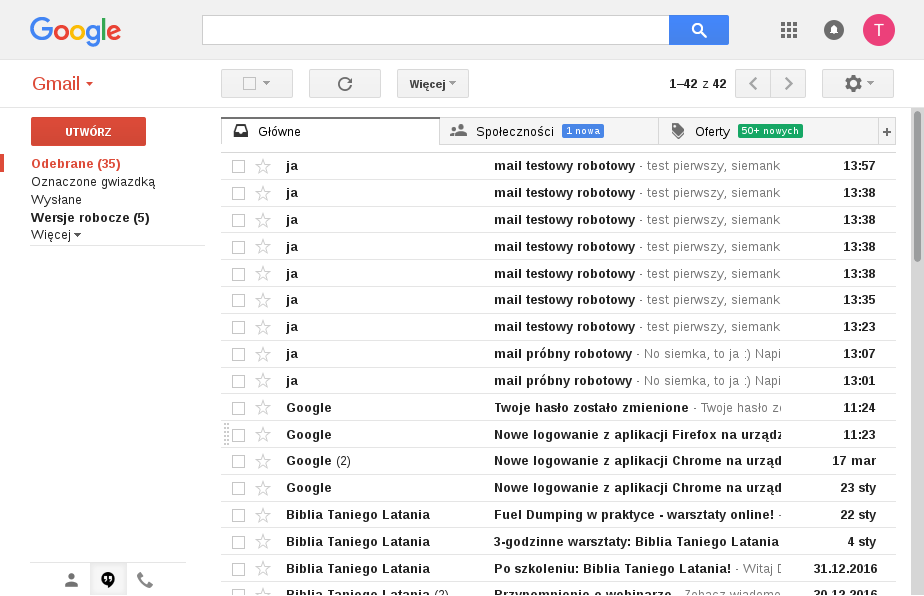 Google
T
Gmail
Więcej
1–42 z 42
UTWÓRZ
Odebrane (35)
Oznaczone gwiazdką
Wysłane
Wersje robocze (5)
Więcej
Główne
Społeczności 1 nowa
Oferty 50+ nowych
+
ja mail testowy robotowy - test pierwszy, siemank 13:57
ja mail testowy robotowy - test pierwszy, siemank 13:38
ja mail testowy robotowy - test pierwszy, siemank 13:38
ja mail testowy robotowy - test pierwszy, siemank 13:38
ja mail testowy robotowy - test pierwszy, siemank 13:38
ja mail testowy robotowy - test pierwszy, siemank 13:35
ja mail testowy robotowy - test pierwszy, siemank 13:23
ja mail próbny robotowy - No siemka, to ja :) Napi 13:07
ja mail próbny robotowy - No siemka, to ja :) Napi 13:01
Google Twoje hasło zostało zmienione - Twoje hasło 11:24
Google Nowe logowanie z aplikacji Firefox na urządz 11:23
Google (2) Nowe logowanie z aplikacji Chrome na urząd 17 mar
Google Nowe logowanie z aplikacji Chrome na urząd 23 sty
Biblia Taniego Latania Fuel Dumping w praktyce - warsztaty online! - 22 sty
Biblia Taniego Latania 3-godzinne warsztaty: Biblia Taniego Latania 4 sty
Biblia Taniego Latania Po szkoleniu: Biblia Taniego Latania! - Witaj 31.12.2016
Biblia Taniego Latania (2) Przypomnienie o webinarze - Zobacz wiadomo 30.12.2016